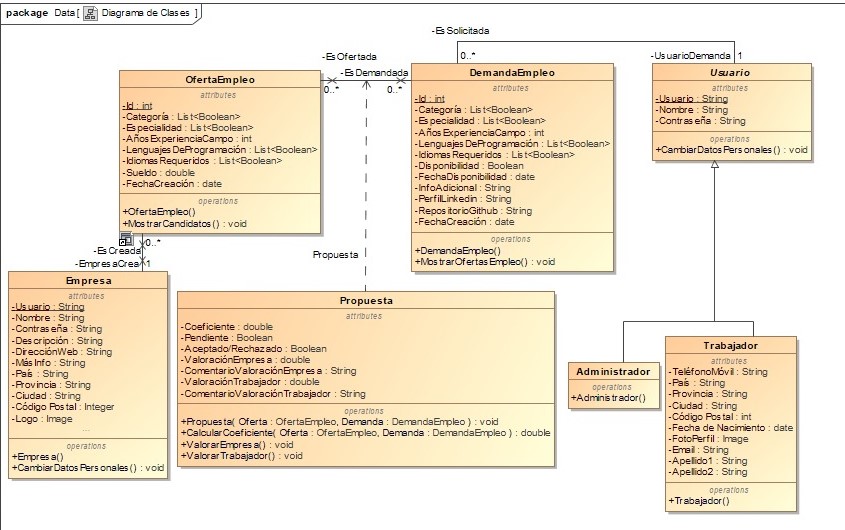 package Data [ Diagrama de Clases ]
-EsSolicitada
0..*
-UsuarioDemanda
1
-EsOfertada
-EsDemandada
0..*
0..*
OfertaEmpleo
attributes
-Id : int
-Categoría : List<Boolean>
-Especialidad : List<Boolean>
-AñosExperienciaCampo : int
-LenguajesDeProgramación : List<Boolean>
-Idiomas Requeridos : List<Boolean>
-Sueldo : double
-FechaCreación : date
operations
+OfertaEmpleo()
+MostrarCandidatos() : void
DemandaEmpleo
attributes
-Id : int
-Categoría : List<Boolean>
-Especialidad : List<Boolean>
-AñosExperienciaCampo : int
-LenguajesDeProgramación : List<Boolean>
-Idiomas Requeridos : List<Boolean>
-Disponibilidad : Boolean
-FechaDisponibilidad : date
-InfoAdicional : String
-PerfilLinkedin : String
-RepositorioGithub : String
-FechaCreación : date
operations
+DemandaEmpleo()
+MostrarOfertasEmpleo() : void
Usuario
attributes
-Usuario : String
-Nombre : String
-Contraseña : String
operations
+CambiarDatosPersonales() : void
0..*
-EsCreada
-EmpresaCrea
1
Propuesta
Empresa
attributes
-Usuario : String
-Nombre : String
-Contraseña : String
-Descripción : String
-DirecciónWeb : String
-MásInfo : String
-País : String
-Provincia : String
-Ciudad : String
-Código Postal : Integer
-Logo : Image
...
operations
+Empresa()
+CambiarDatosPersonales() : void
Propuesta
attributes
-Coeficiente : double
-Pendiente : Boolean
-Aceptado/Rechazado : Boolean
-ValoraciónEmpresa : double
-ComentarioValoraciónEmpresa : String
-ValoraciónTrabajador : double
-ComentarioValoraciónTrabajador : String
operations
+Propuesta( Oferta : OfertaEmpleo, Demanda : DemandaEmpleo ) : void
+CalcularCoeficiente( Oferta : OfertaEmpleo, Demanda : DemandaEmpleo ) : double
+ValorarEmpresa() : void
+ValorarTrabajador() : void
Administrador
operations
+Administrador()
Trabajador
attributes
-TeléfonoMóvil : String
-País : String
-Provincia : String
-Ciudad : String
-Código Postal : int
-Fecha de Nacimiento : date
-FotoPerfil : Image
-Email : String
-Apellido1 : String
-Apellido2 : String
operations
+Trabajador()